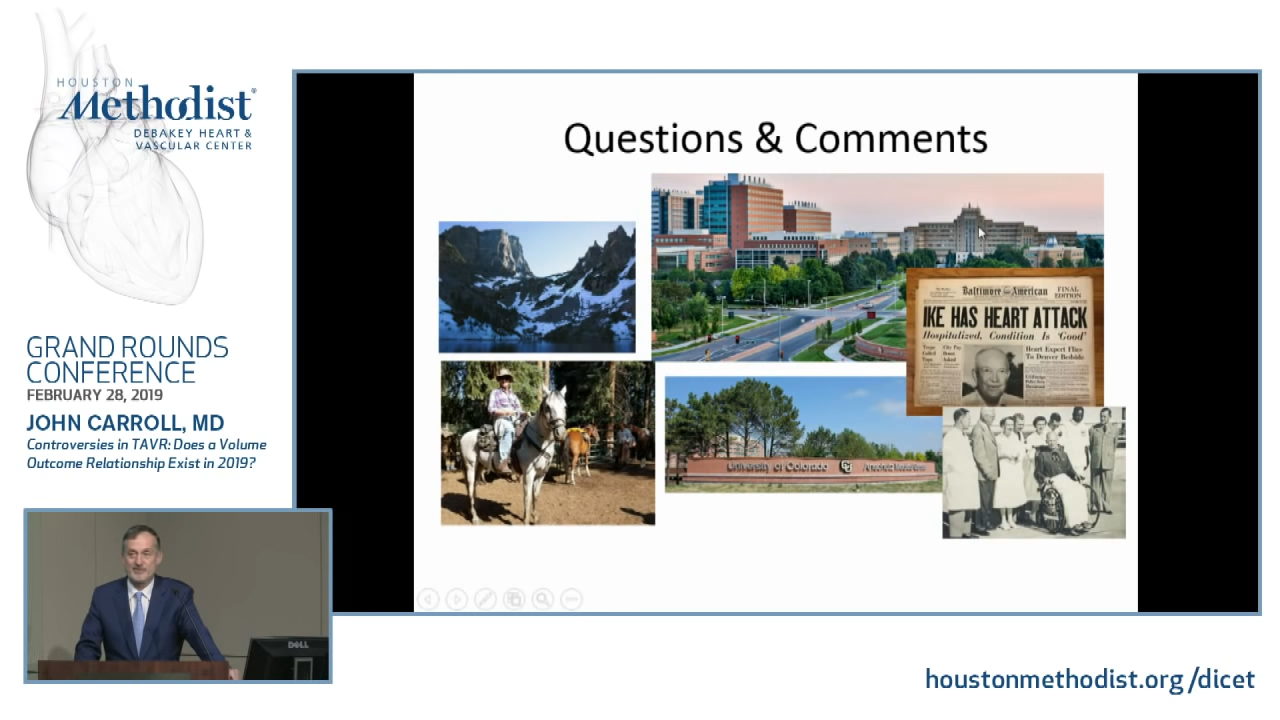 HOUSTON
Methodist®
DEBAKEY HEART &
VASCULAR CENTER
GRAND ROUNDS
CONFERENCE
FEBRUARY 28, 2019
JOHN CARROLL, MD
Controversies in TAVR: Does a Volume
Outcome Relationship Exist in 2019?
Questions & Comments
Baltimore American
FINAL
EDITION
IKE HAS HEART ATTACK
Hospitalized, Condition Is 'Good'
Heart Expert Flies
To Denver Bedside
University of Colorado
DELL
houstonmethodist.org/dicet